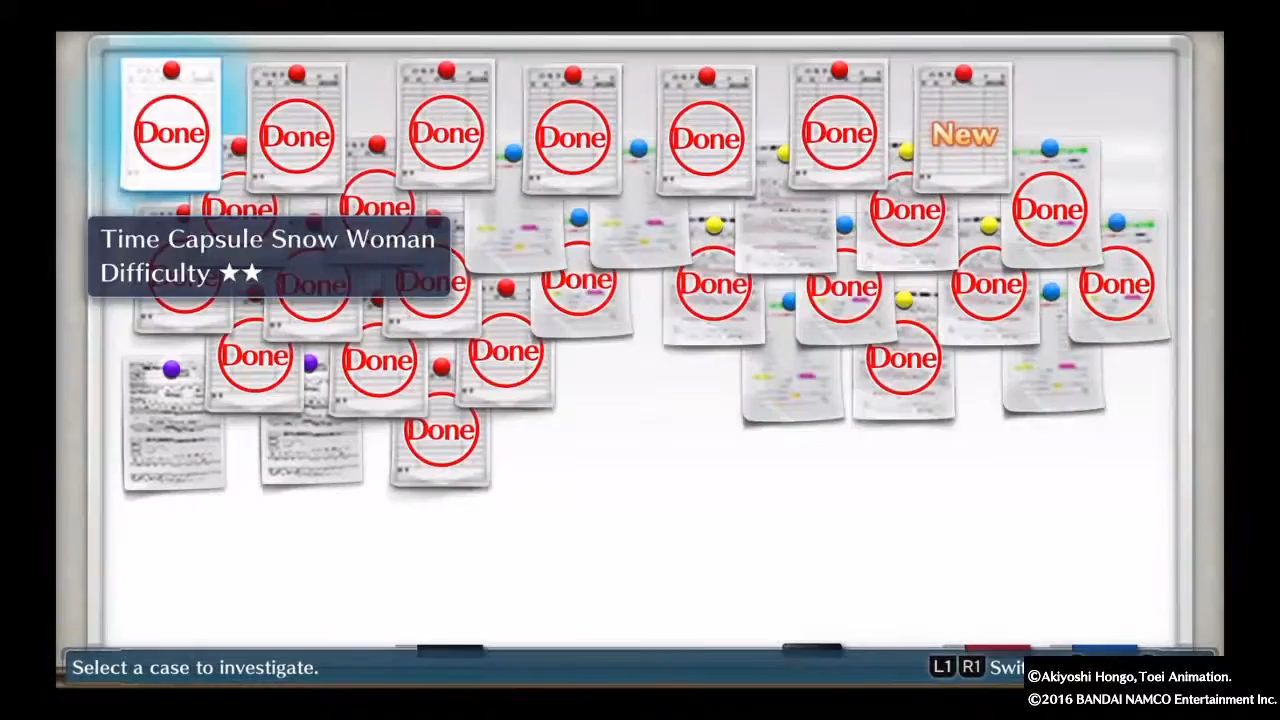 Done
Done
Done
Done
Done
Done
New
Done
Done
Done
Done
Time Capsule Snow Woman
Difficulty ★★
Done
Done
Done
Done
Done
Done
Done
Done
Done
Done
Done
Done
Done
Select a case to investigate.
L1 R1 Swit
©Akiyoshi Hongo, Toei Animation.
©2016 BANDAI NAMCO Entertainment Inc.